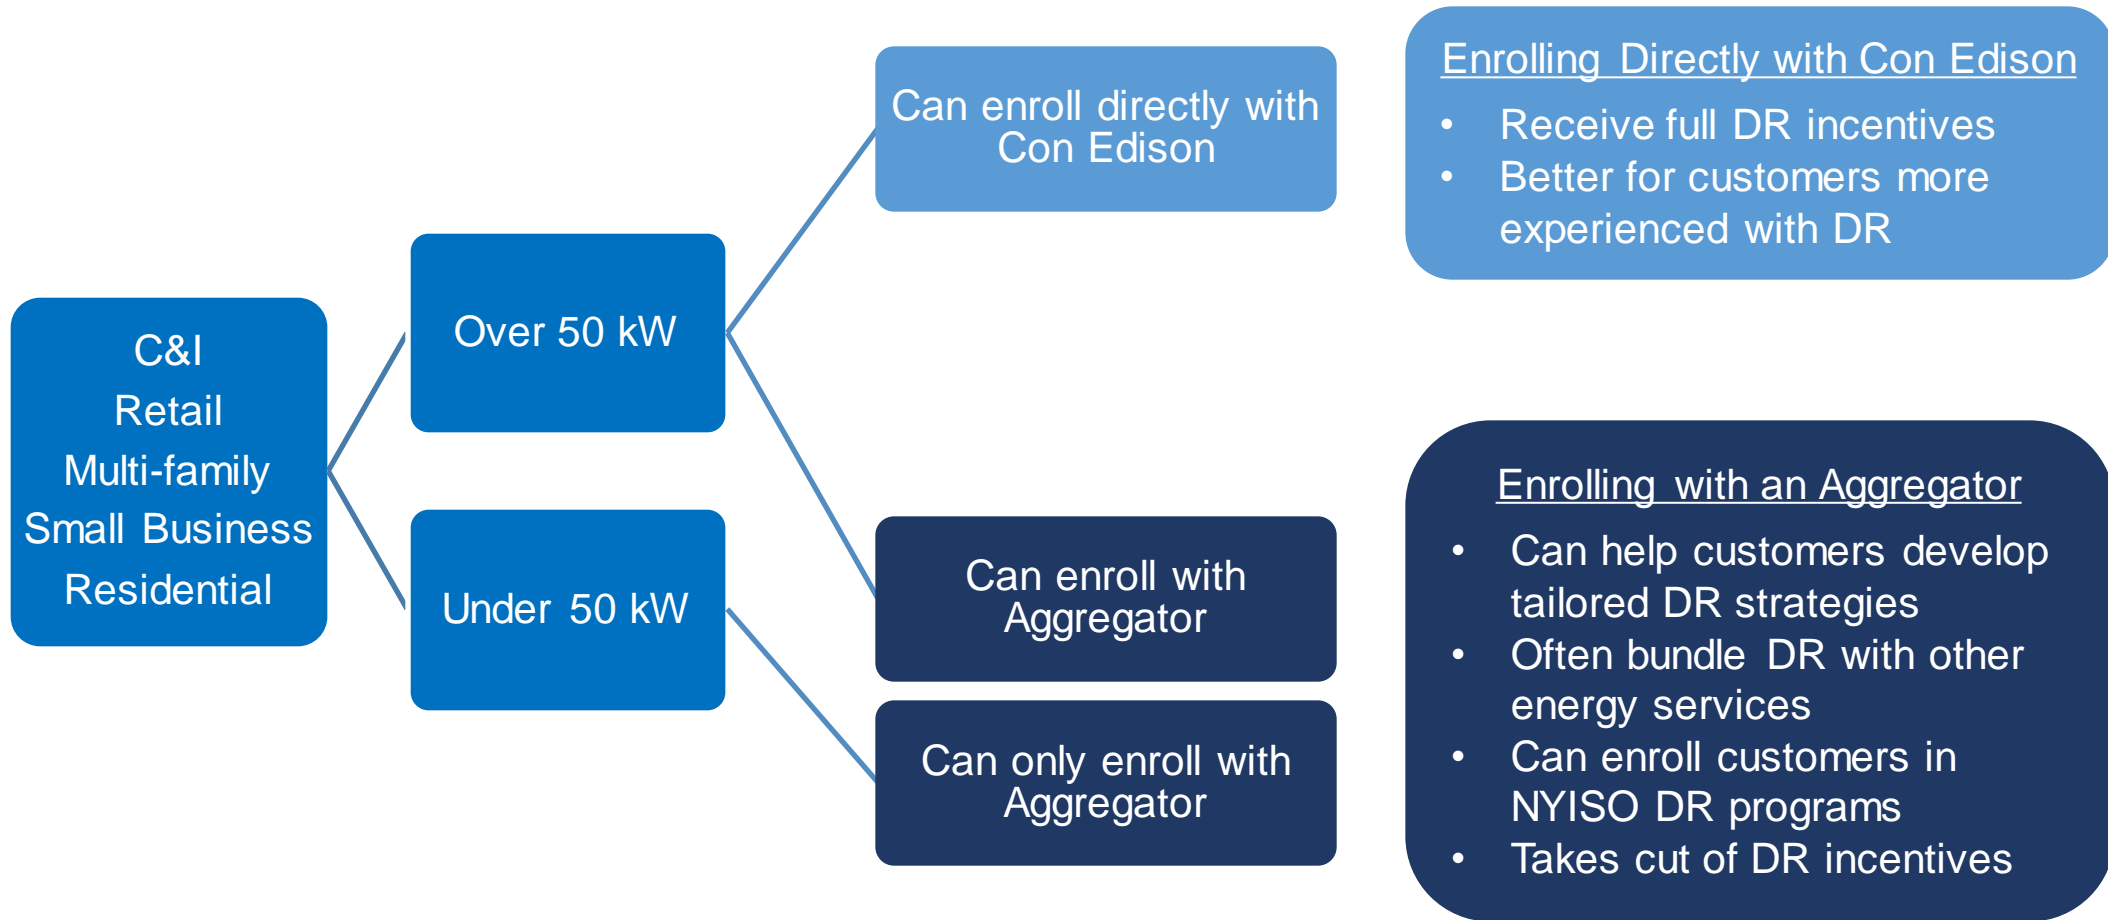 C&I
Retail
Multi-family
Small Business
Residential
Over 50 kW
Under 50 kW
Can enroll directly with
Con Edison
Can enroll with
Aggregator
Can only enroll with
Aggregator
Enrolling Directly with Con Edison
• Receive full DR incentives
• Better for customers more
experienced with DR
Enrolling with an Aggregator
• Can help customers develop
tailored DR strategies
• Often bundle DR with other
energy services
• Can enroll customers in
NYISO DR programs
• Takes cut of DR incentives